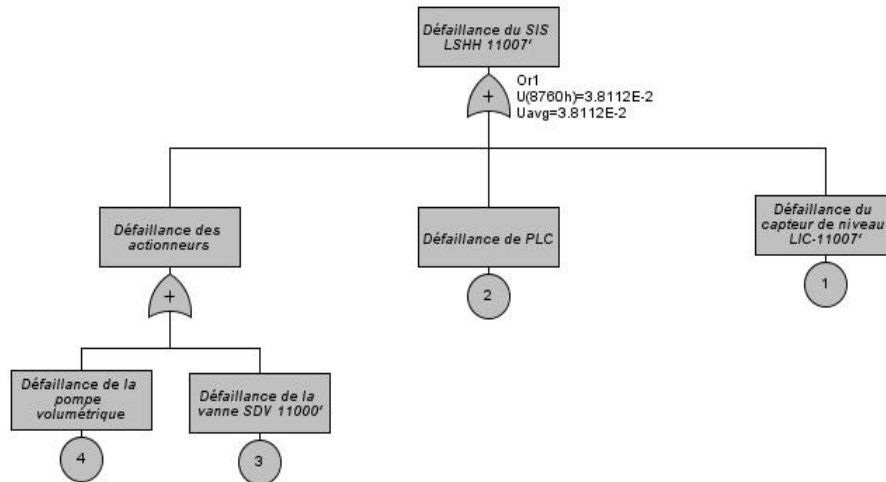 Défaillance du SIS
LSHH 11007'
+
Or1
U(8760h)=3.8112E-2
Uavg=3.8112E-2
Défaillance des
actionneurs
Défaillance de PLC
Défaillance du
capteur de niveau
LIC-11007'
+
2
1
Défaillance de la
pompe
volumétrique
Défaillance de la
vanne SDV 11000'
4
3